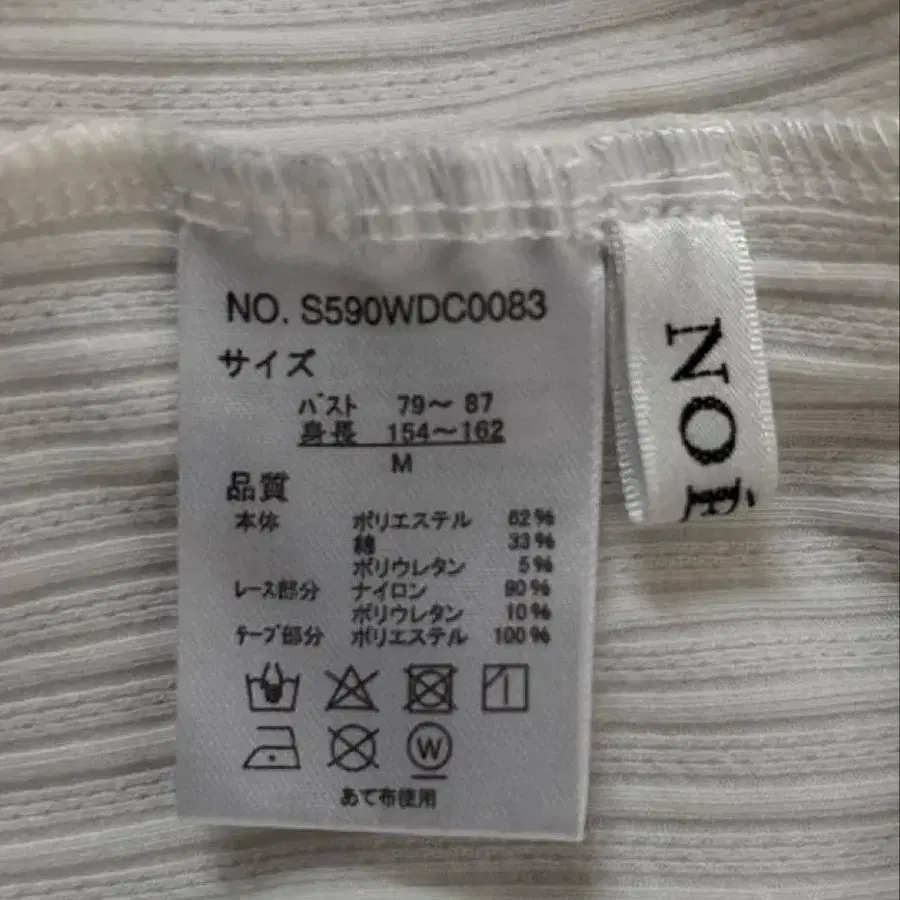 NO. S590WDC0083
サイズ
バスト 79～ 87
身長 154～162
M
品質
本体 ポリエステル 62%
綿 33%
ポリウレタン 5%
レース部分 ナイロン 90%
ポリウレタン 10%
テープ部分 ポリエステル 100%
W
あて布使用
NOÉ